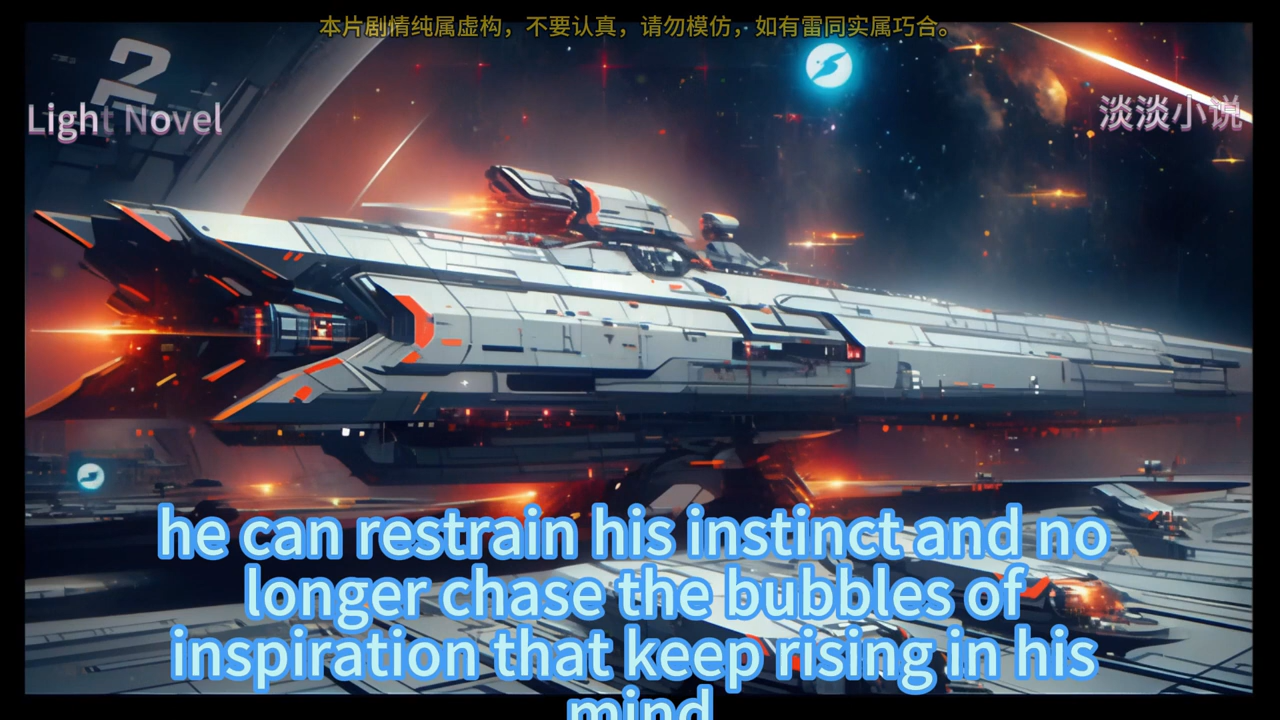 本片剧情纯属虚构，不要认真，请勿模仿，如有雷同实属巧合。
2
Light Novel
淡淡小说
he can restrain his instinct and no
longer chase the bubbles of
inspiration that keep rising in his
mind